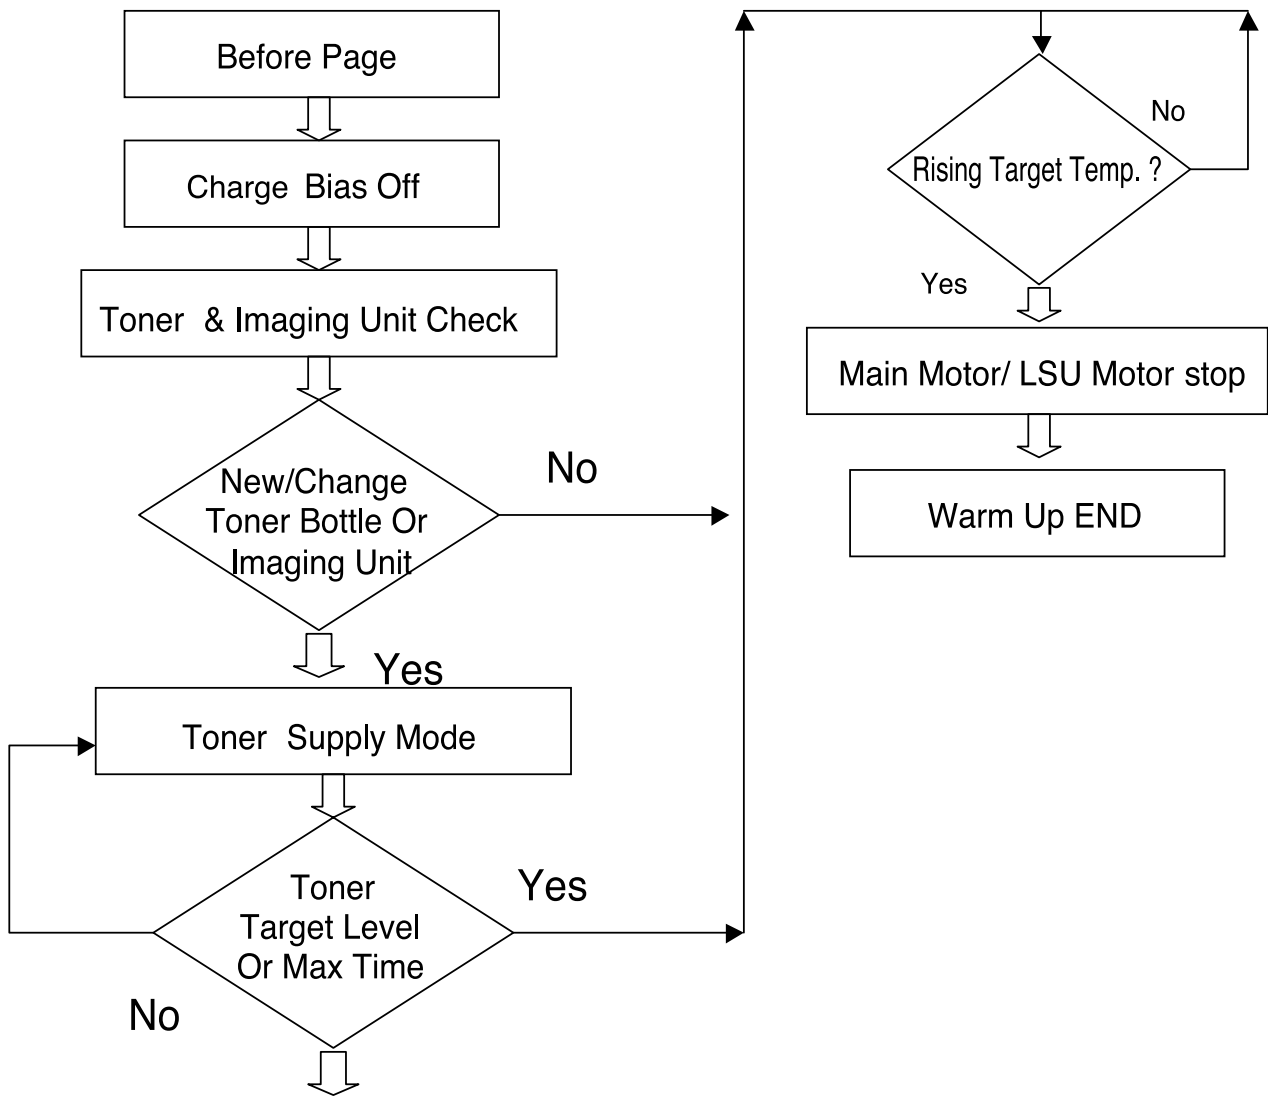 Before Page
Charge Bias Off
Toner & Imaging Unit Check
New/Change
Toner Bottle Or
Imaging Unit
No
Yes
Toner Supply Mode
Toner
Target Level
Or Max Time
Yes
No
Rising Target Temp. ?
No
Yes
Main Motor/ LSU Motor stop
Warm Up END